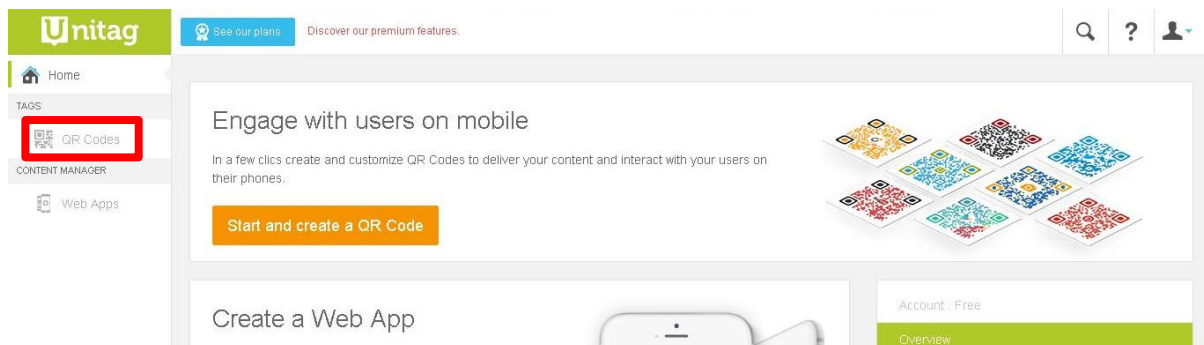 Unitag
See our plans
Discover our premium features.
?
Home
TAGS
QR Codes
CONTENT MANAGER
Web Apps
Engage with users on mobile
In a few clics create and customize QR Codes to deliver your content and interact with your users on
their phones.
Start and create a QR Code
Create a Web App
Account : Free
Overview